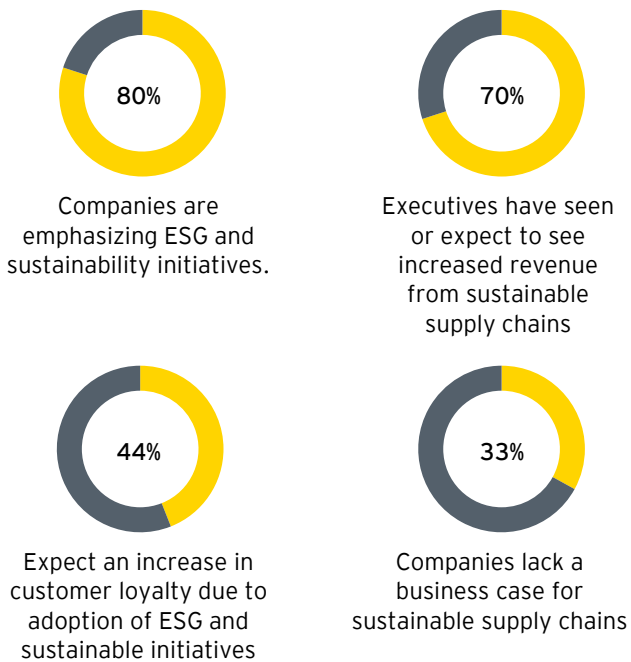 80%
Companies are
emphasizing ESG and
sustainability initiatives.
70%
Executives have seen
or expect to see
increased revenue
from sustainable
supply chains
44%
Expect an increase in
customer loyalty due to
adoption of ESG and
sustainable initiatives
33%
Companies lack a
business case for
sustainable supply chains